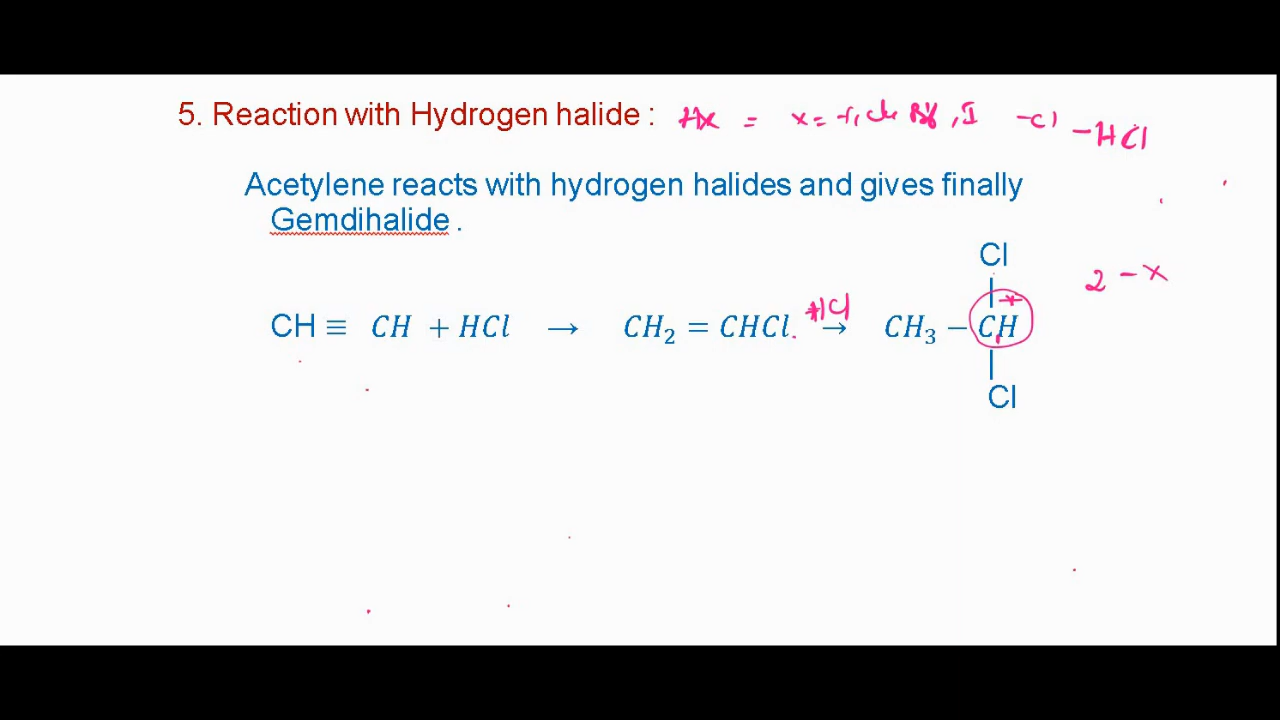 5. Reaction with Hydrogen halide : HX = X = Br, I -Cl -HCl
Acetylene reacts with hydrogen halides and gives finally
Gemdihalide .
Cl
2 - X
+HCl
CH ≡ CH + HCl → CH₂ = CHCl. → CH₃ − CH
Cl